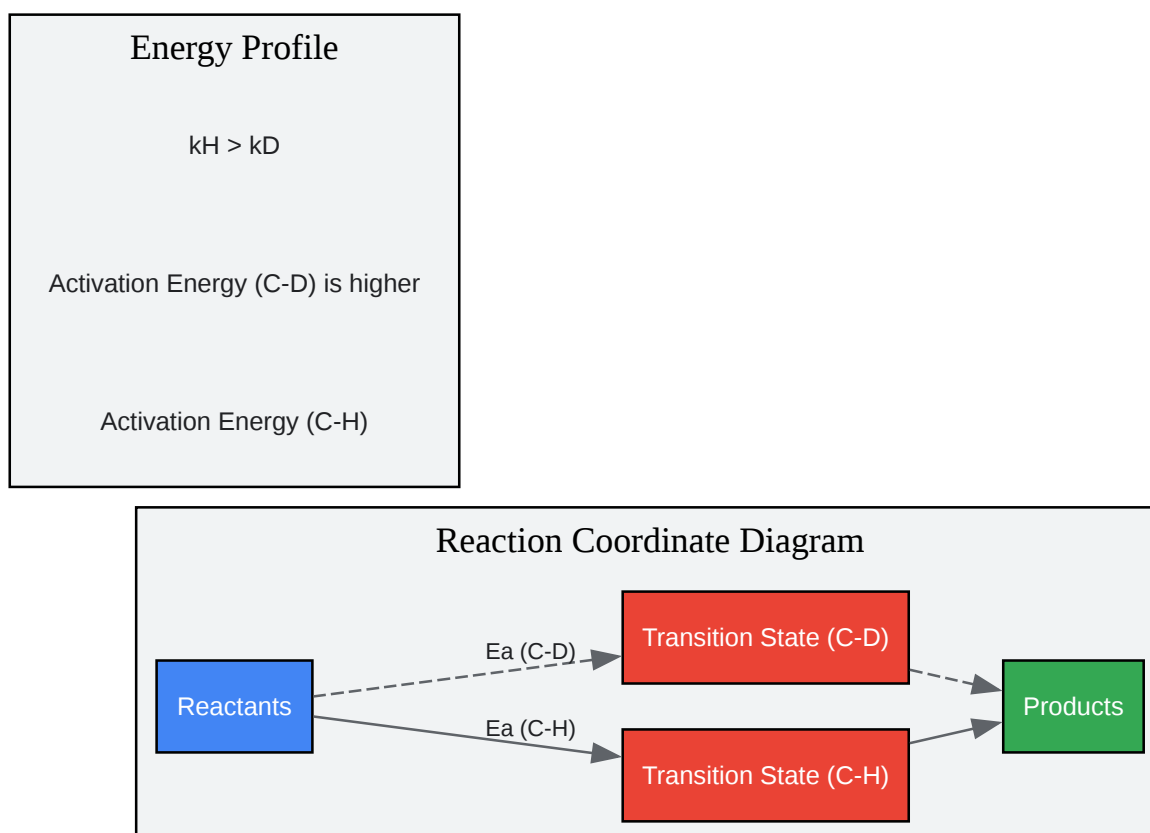 Energy Profile
kH > kD
Activation Energy (C-D) is higher
Activation Energy (C-H)
Reaction Coordinate Diagram
Reactants
Ea (C-D)
Ea (C-H)
Transition State (C-D)
Transition State (C-H)
Products